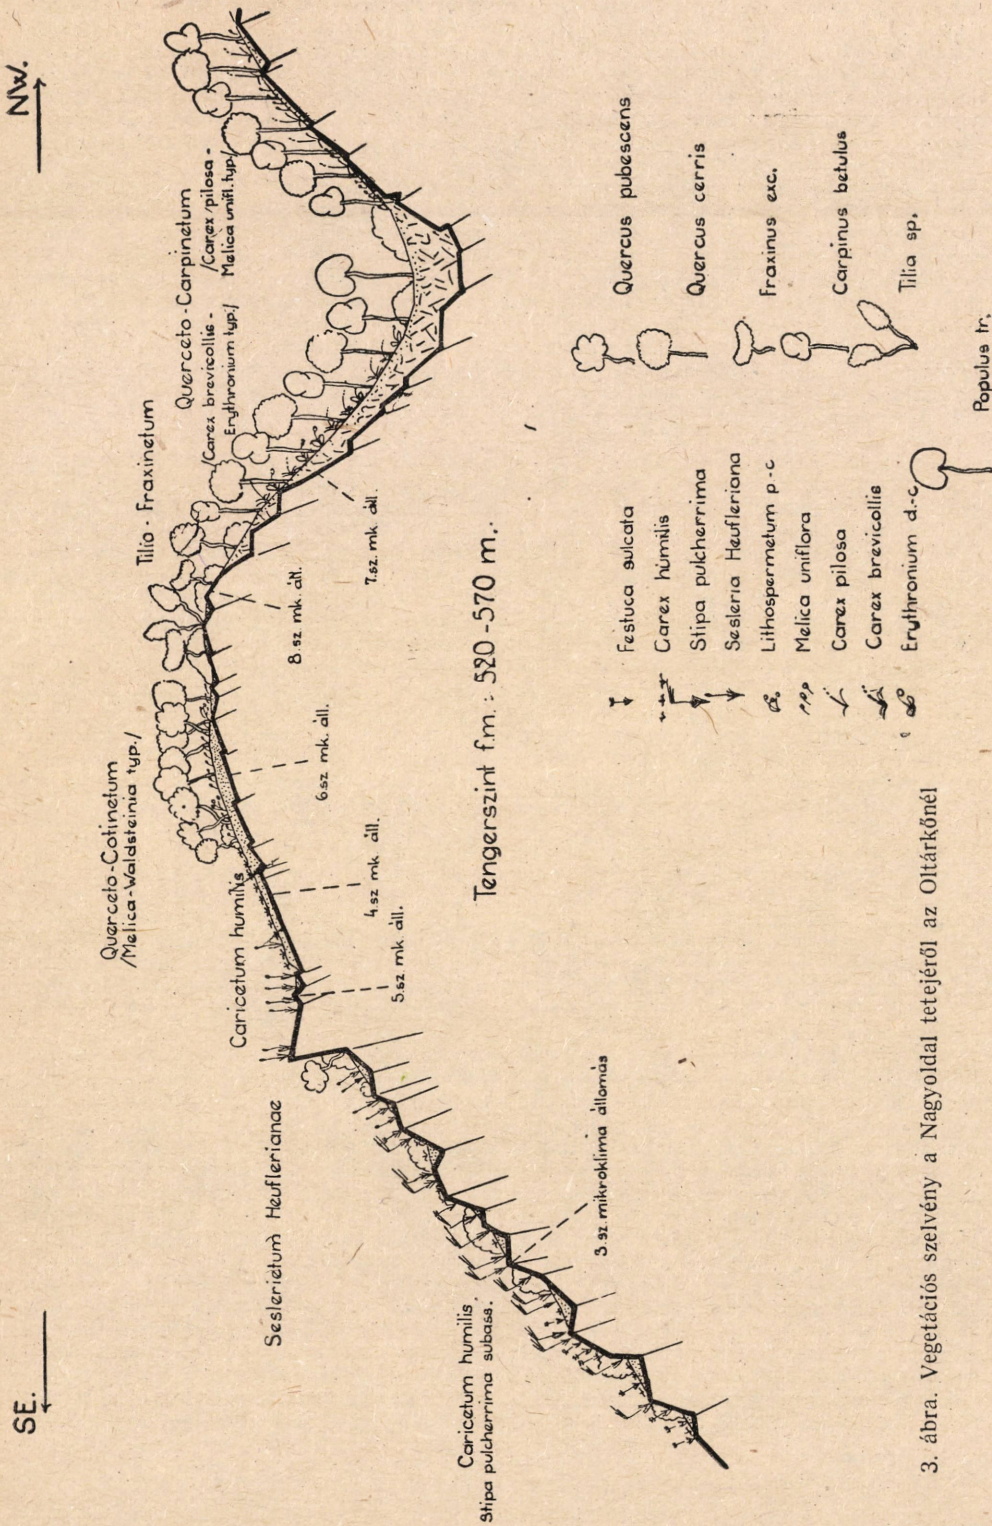 SE.
NW.
Querceto-Cotinetum
/Melica-Waldsteinia typ./
Tilio-Fraxinetum
Querceto-Carpinetum
/Carex brevicollis-
Erythronium typ./
/Carex pilosa-
Melica unifl.typ./
Caricetum humilis
Seslerietum Heuflerianae
Caricetum humilis
Stipa pulcherrima subass.
3.sz. mikroklima állomás
5.sz mk. áll.
4.sz mk. áll.
6.sz mk. áll.
8.sz mk. áll.
7.sz. mk. áll.
Tengerszint f.m.: 520-570 m.
Festuca sulcata
Carex humilis
Stipa pulcherrima
Sesleria Heufleriana
Lithospermetum p-c
Melica uniflora
Carex pilosa
Carex brevicollis
Erythronium d.-c
Quercus pubescens
Quercus cerris
Fraxinus exc.
Carpinus betulus
Tilia sp.
Populus tr.
3. ábra. Vegetációs szelvény a Nagyoldal tetejéről az Oltárkőnél